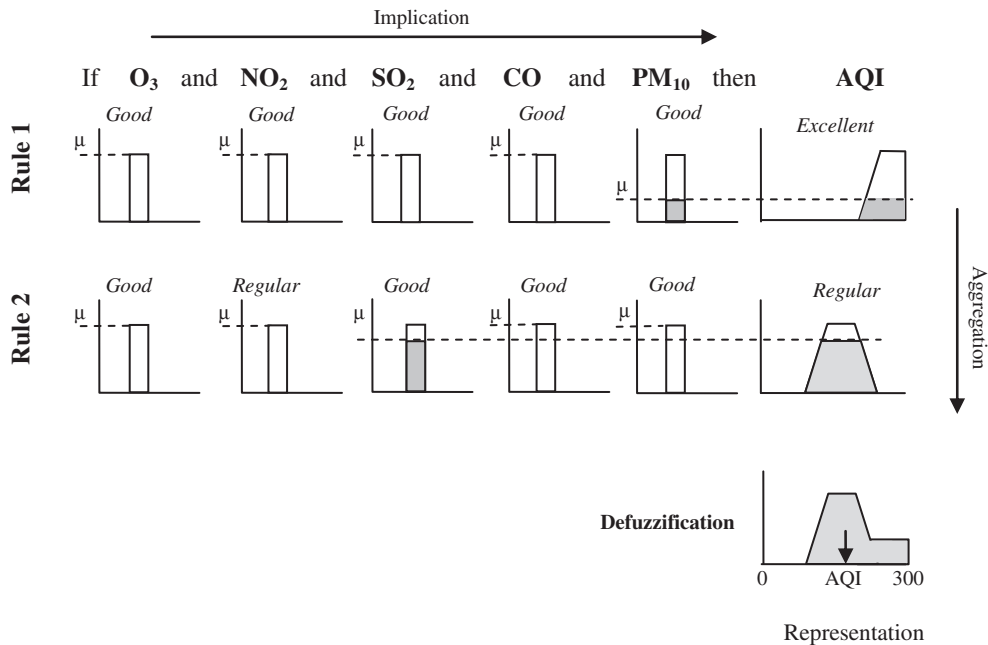 Implication
If O₃ and NO₂ and SO₂ and CO and PM₁₀ then AQI
Rule 1
Good Good Good Good Good Excellent
μ μ μ μ μ
Rule 2
Good Regular Good Good Good Regular
μ μ μ μ μ
Aggregation
Defuzzification
0 AQI 300
Representation